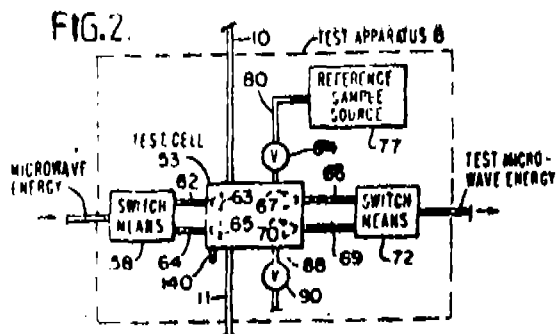 FIG.2.
10
TEST APPARATUS 8
80
REFERENCE
SAMPLE
SOURCE
77
TEST CELL
53
V
MICROWAVE
ENERGY
62
63
67
TEST MICRO-
WAVE ENERGY
SWITCH
MEANS
58
65
70
SWITCH
MEANS
72
64
69
140
88
11
V
90